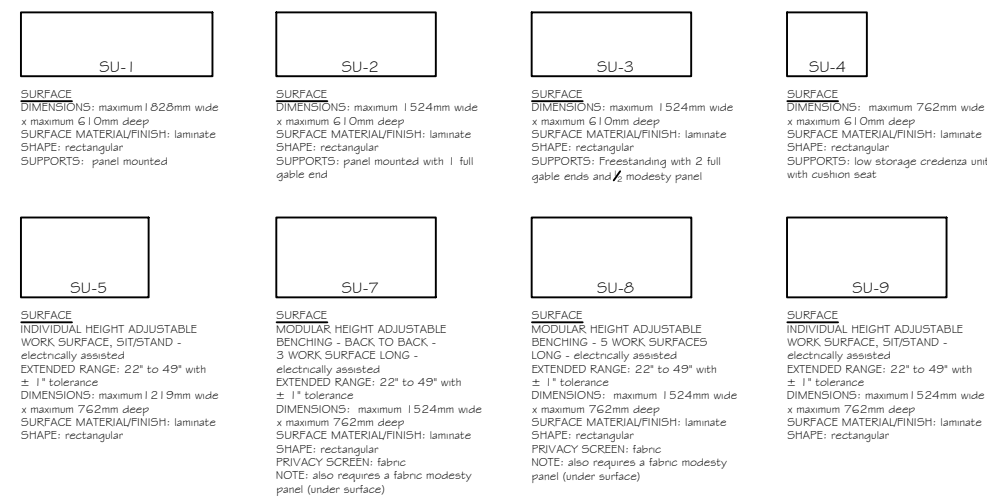 SU-1
SURFACE
DIMENSIONS: maximum 1828mm wide
x maximum 610mm deep
SURFACE MATERIAL/FINISH: laminate
SHAPE: rectangular
SUPPORTS: panel mounted
SU-2
SURFACE
DIMENSIONS: maximum 1524mm wide
x maximum 610mm deep
SURFACE MATERIAL/FINISH: laminate
SHAPE: rectangular
SUPPORTS: panel mounted with 1 full
gable end
SU-3
SURFACE
DIMENSIONS: maximum 1524mm wide
x maximum 610mm deep
SURFACE MATERIAL/FINISH: laminate
SHAPE: rectangular
SUPPORTS: Freestanding with 2 full
gable ends and ½ modesty panel
SU-4
SURFACE
DIMENSIONS: maximum 762mm wide
x maximum 610mm deep
SURFACE MATERIAL/FINISH: laminate
SHAPE: rectangular
SUPPORTS: low storage credenza unit
with cushion seat
SU-5
SURFACE
INDIVIDUAL HEIGHT ADJUSTABLE
WORK SURFACE, SIT/STAND -
electrically assisted
EXTENDED RANGE: 22" to 49" with
± 1" tolerance
DIMENSIONS: maximum 1219mm wide
x maximum 762mm deep
SURFACE MATERIAL/FINISH: laminate
SHAPE: rectangular
SU-7
SURFACE
MODULAR HEIGHT ADJUSTABLE
BENCHING - BACK TO BACK -
3 WORK SURFACE LONG -
electrically assisted
EXTENDED RANGE: 22" to 49" with
± 1" tolerance
DIMENSIONS: maximum 1524mm wide
x maximum 762mm deep
SURFACE MATERIAL/FINISH: laminate
SHAPE: rectangular
PRIVACY SCREEN: fabric
NOTE: also requires a fabric modesty
panel (under surface)
SU-8
SURFACE
MODULAR HEIGHT ADJUSTABLE
BENCHING - 5 WORK SURFACES
LONG - electrically assisted
EXTENDED RANGE: 22" to 49" with
± 1" tolerance
DIMENSIONS: maximum 1524mm wide
x maximum 762mm deep
SURFACE MATERIAL/FINISH: laminate
SHAPE: rectangular
PRIVACY SCREEN: fabric
NOTE: also requires a fabric modesty
panel (under surface)
SU-9
SURFACE
INDIVIDUAL HEIGHT ADJUSTABLE
WORK SURFACE, SIT/STAND -
electrically assisted
EXTENDED RANGE: 22" to 49" with
± 1" tolerance
DIMENSIONS: maximum 1524mm wide
x maximum 762mm deep
SURFACE MATERIAL/FINISH: laminate
SHAPE: rectangular